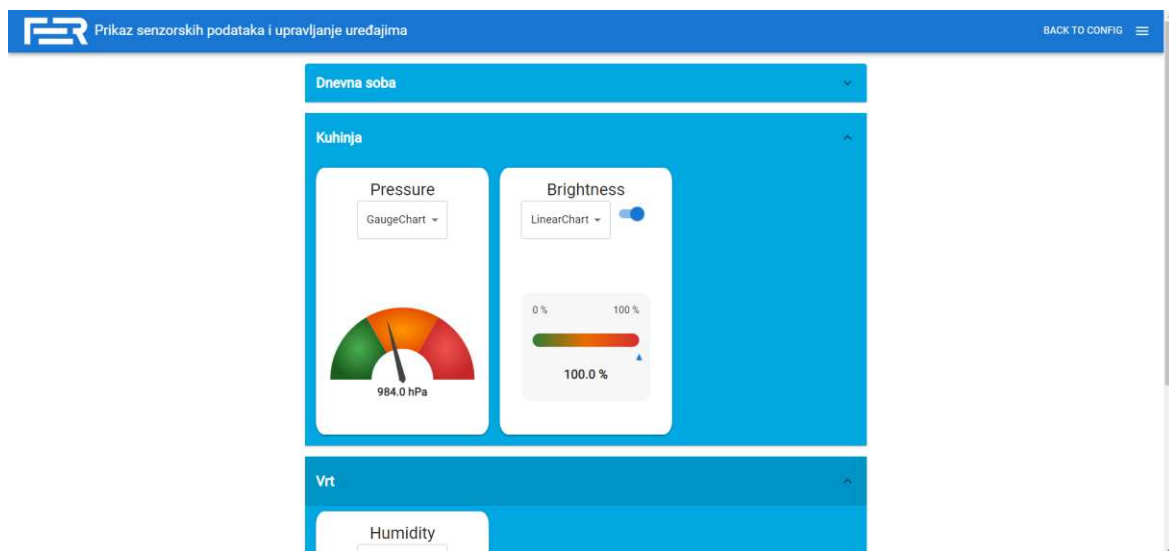 FER Prikaz senzorskih podataka i upravljanje uređajima BACK TO CONFIG
Dnevna soba
Kuhinja
Pressure
GaugeChart
984.0 hPa
Brightness
LinearChart
0 % 100 %
100.0 %
Vrt
Humidity